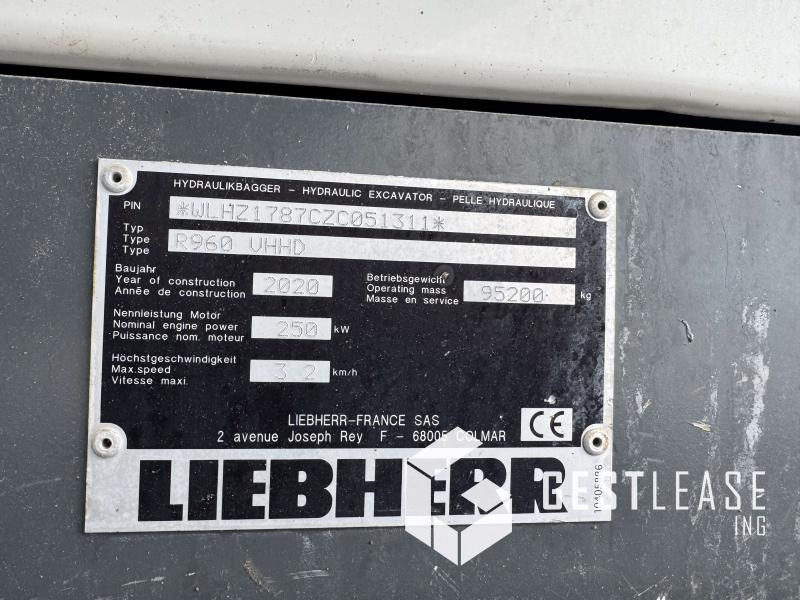 HYDRAULIKBAGGER - HYDRAULIC EXCAVATOR - PELLE HYDRAULIQUE
PIN *WLHZ1787CZC051311*
Typ
Type R960 VHHD
Type
Baujahr
Year of construction 2020
Année de construction
Betriebsgewicht
Operating mass 95200 kg
Masse en service
Nennleistung Motor
Nominal engine power 250 kW
Puissance nom. moteur
Höchstgeschwindigkeit
Max.speed 3 2 km/h
Vitesse maxi.
LIEBHERR-FRANCE SAS
2 avenue Joseph Rey F - 68005 COLMAR
CE
LIEBHERR
GESTLEASE
ING